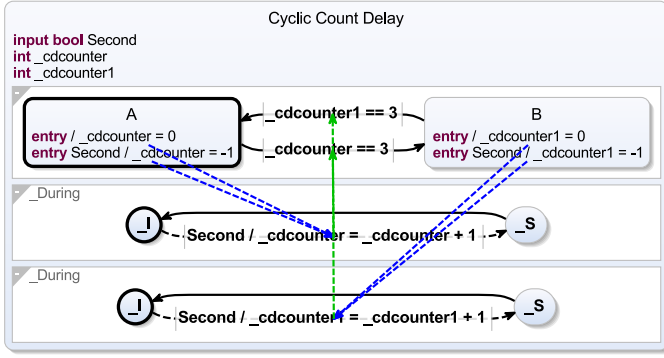 Cyclic Count Delay
input bool Second
int _cdcounter
int _cdcounter1
A
entry / _cdcounter = 0
entry Second / _cdcounter = -1
_cdcounter1 == 3
_cdcounter == 3
B
entry / _cdcounter1 = 0
entry Second / _cdcounter1 = -1
- _During
_I
Second / _cdcounter = _cdcounter + 1
_S
- _During
_I
Second / _cdcounter1 = _cdcounter1 + 1
_S